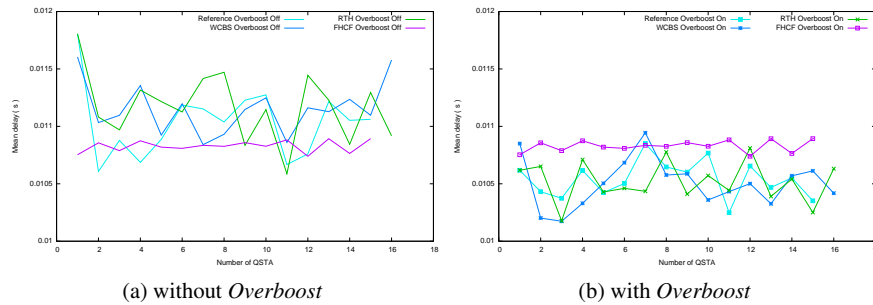 0.012
Reference Overboost Off
RTH Overboost Off
WCBS Overboost Off
FHCF Overboost Off
0.0115
Mean delay ( s )
0.011
0.0105
0.01
0 2 4 6 8 10 12 14 16 18
Number of QSTA
(a) without Overboost
0.012
Reference Overboost On
RTH Overboost On
WCBS Overboost On
FHCF Overboost On
0.0115
Mean delay ( s )
0.011
0.0105
0.01
0 2 4 6 8 10 12 14 16 18
Number of QSTA
(b) with Overboost